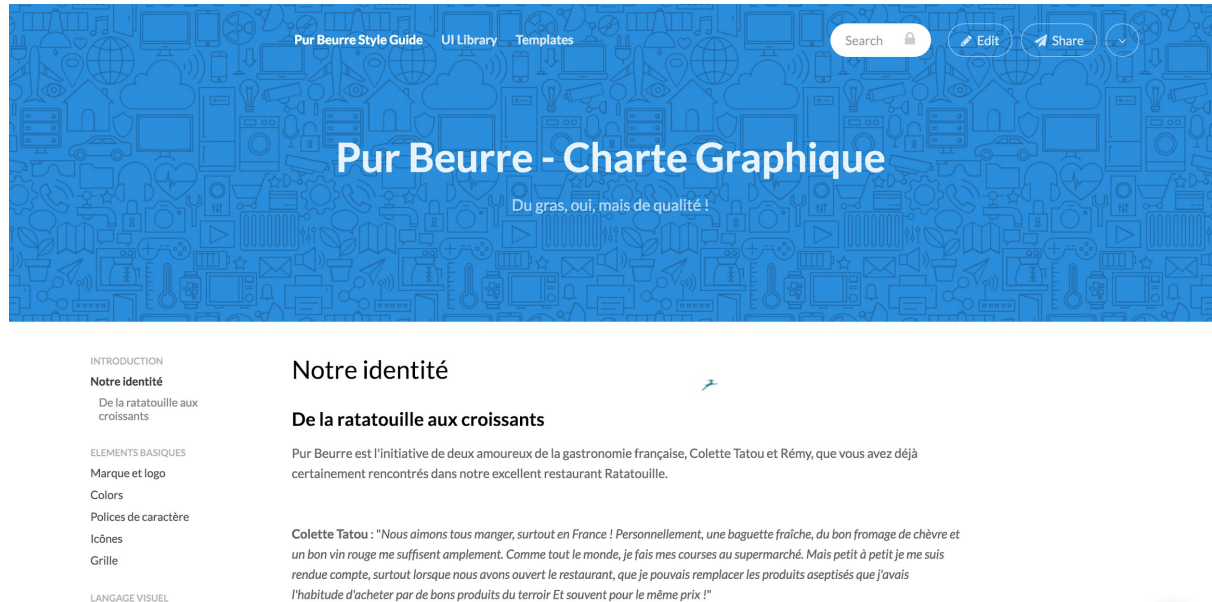 Pur Beurre Style Guide UI Library Templates
Search Edit Share
Pur Beurre - Charte Graphique
Du gras, oui, mais de qualité !
INTRODUCTION
Notre identité
De la ratatouille aux
croissants
ELEMENTS BASIQUES
Marque et logo
Colors
Polices de caractère
Icônes
Grille
LANGAGE VISUEL
Notre identité
De la ratatouille aux croissants
Pur Beurre est l'initiative de deux amoureux de la gastronomie française, Colette Tatou et Rémy, que vous avez déjà
certainement rencontrés dans notre excellent restaurant Ratatouille.
Colette Tatou : "Nous aimons tous manger, surtout en France ! Personnellement, une baguette fraîche, du bon fromage de chèvre et
un bon vin rouge me suffisent amplement. Comme tout le monde, je fais mes courses au supermarché. Mais petit à petit je me suis
rendue compte, surtout lorsque nous avons ouvert le restaurant, que je pouvais remplacer les produits aseptisés que j'avais
l'habitude d'acheter par de bons produits du terroir Et souvent pour le même prix !"